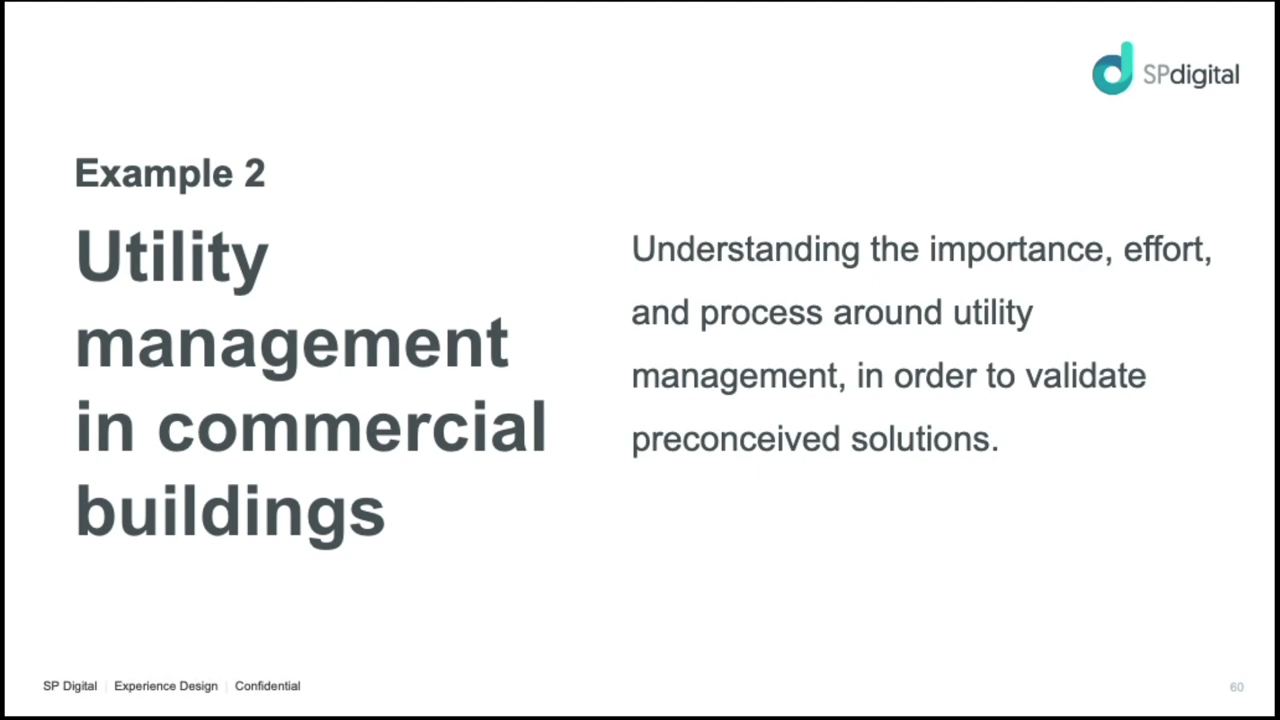 SPdigital
Example 2
Utility
management
in commercial
buildings
Understanding the importance, effort,
and process around utility
management, in order to validate
preconceived solutions.
SP Digital | Experience Design | Confidential
60